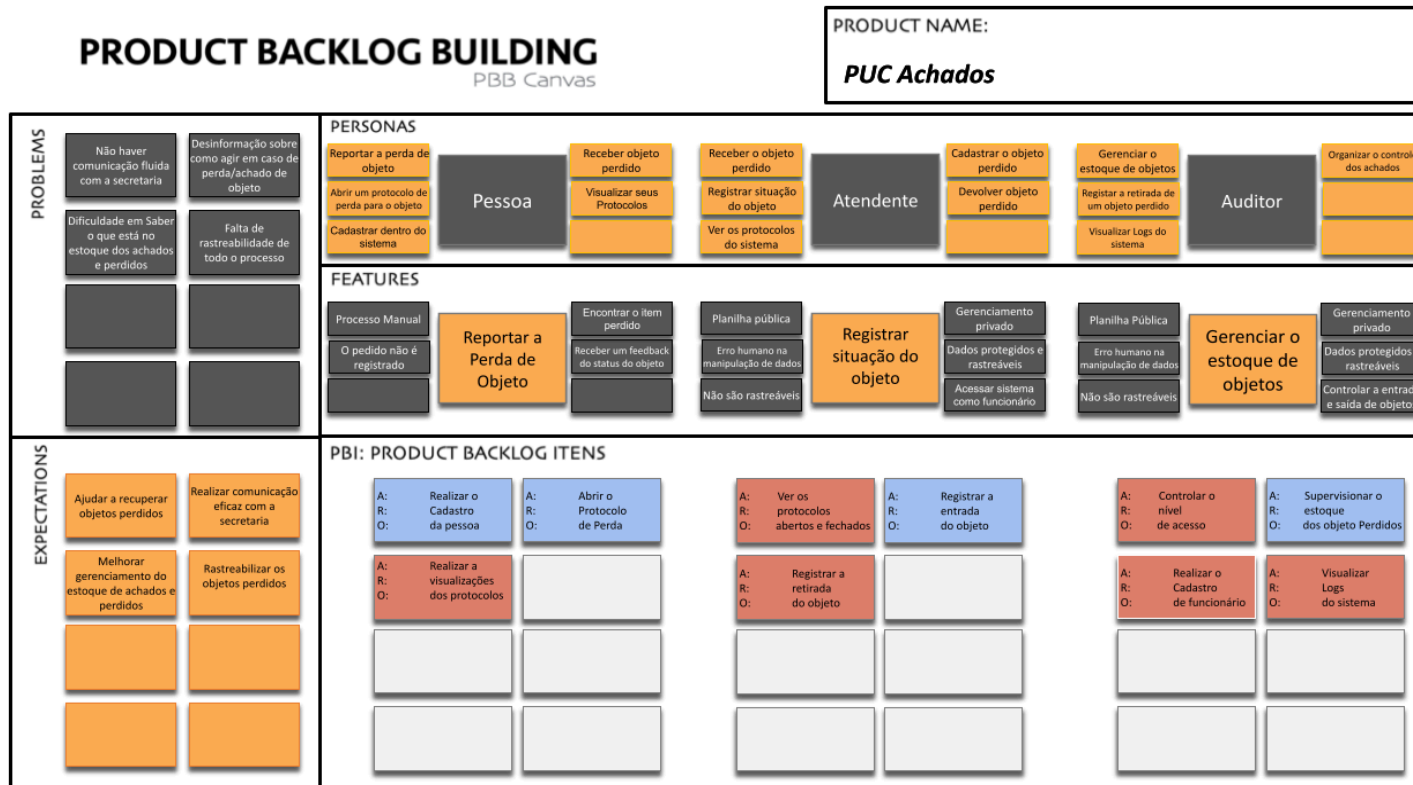 PRODUCT BACKLOG BUILDING
PBB Canvas
PRODUCT NAME:
PUC Achados
PROBLEMS
Não haver
comunicação fluida
com a secretaria
Desinformação sobre
como agir em caso de
perda/achado de
objeto
Dificuldade em Saber
o que está no
estoque dos achados
e perdidos
Falta de
rastreabilidade de
todo o processo
PERSONAS
Reportar a perda de
objeto
Abrir um protocolo de
perda para o objeto
Cadastrar dentro do
sistema
Pessoa
Receber objeto
perdido
Visualizar seus
Protocolos
Receber o objeto
perdido
Registrar situação
do objeto
Ver os protocolos
do sistema
Atendente
Cadastrar o objeto
perdido
Devolver objeto
perdido
Gerenciar o
estoque de objetos
Registar a retirada de
um objeto perdido
Visualizar Logs do
sistema
Auditor
Organizar o controle
dos achados
FEATURES
Processo Manual
O pedido não é
registrado
Reportar a
Perda de
Objeto
Encontrar o item
perdido
Receber um feedback
do status do objeto
Planilha pública
Erro humano na
manipulação de dados
Não são rastreáveis
Registrar
situação do
objeto
Gerenciamento
privado
Dados protegidos e
rastreáveis
Acessar sistema
como funcionário
Planilha Pública
Erro humano na
manipulação de dados
Não são rastreáveis
Gerenciar o
estoque de
objetos
Gerenciamento
privado
Dados protegidos
rastreáveis
Controlar a entrad
e saída de objeto
EXPECTATIONS
Ajudar a recuperar
objetos perdidos
Realizar comunicação
eficaz com a
secretaria
Melhorar
gerenciamento do
estoque de achados e
perdidos
Rastreabilizar os
objetos perdidos
PBI: PRODUCT BACKLOG ITENS
A: Realizar o
R: Cadastro
O: da pessoa
A: Abrir o
R: Protocolo
O: de Perda
A: Realizar a
R: visualizações
O: dos protocolos
A: Ver os
R: protocolos
O: abertos e fechados
A: Registrar a
R: entrada
O: do objeto
A: Registrar a
R: retirada
O: do objeto
A: Controlar o
R: nível
O: de acesso
A: Supervisionar o
R: estoque
O: dos objeto Perdidos
A: Realizar o
R: Cadastro
O: de funcionário
A: Visualizar
R: Logs
O: do sistema